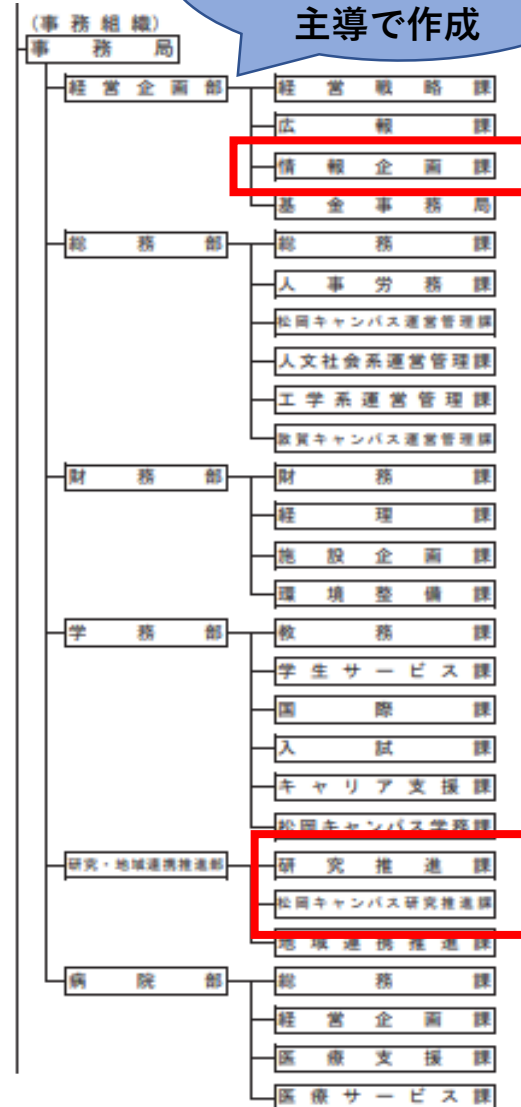 主導で作成
(事務組織)
事務局
経営企画部
経営戦略課
広報課
情報企画課
基金事務局
総務部
総務課
人事労務課
松岡キャンパス運営管理課
人文社会系運営管理課
工学系運営管理課
敦賀キャンパス運営管理課
財務部
財務課
経理課
施設企画課
環境整備課
学務部
教務課
学生サービス課
国際課
入試課
キャリア支援課
松岡キャンパス学務課
研究・地域連携推進部
研究推進課
松岡キャンパス研究推進課
地域連携推進課
病院部
総務課
経営企画課
医療支援課
医療サービス課